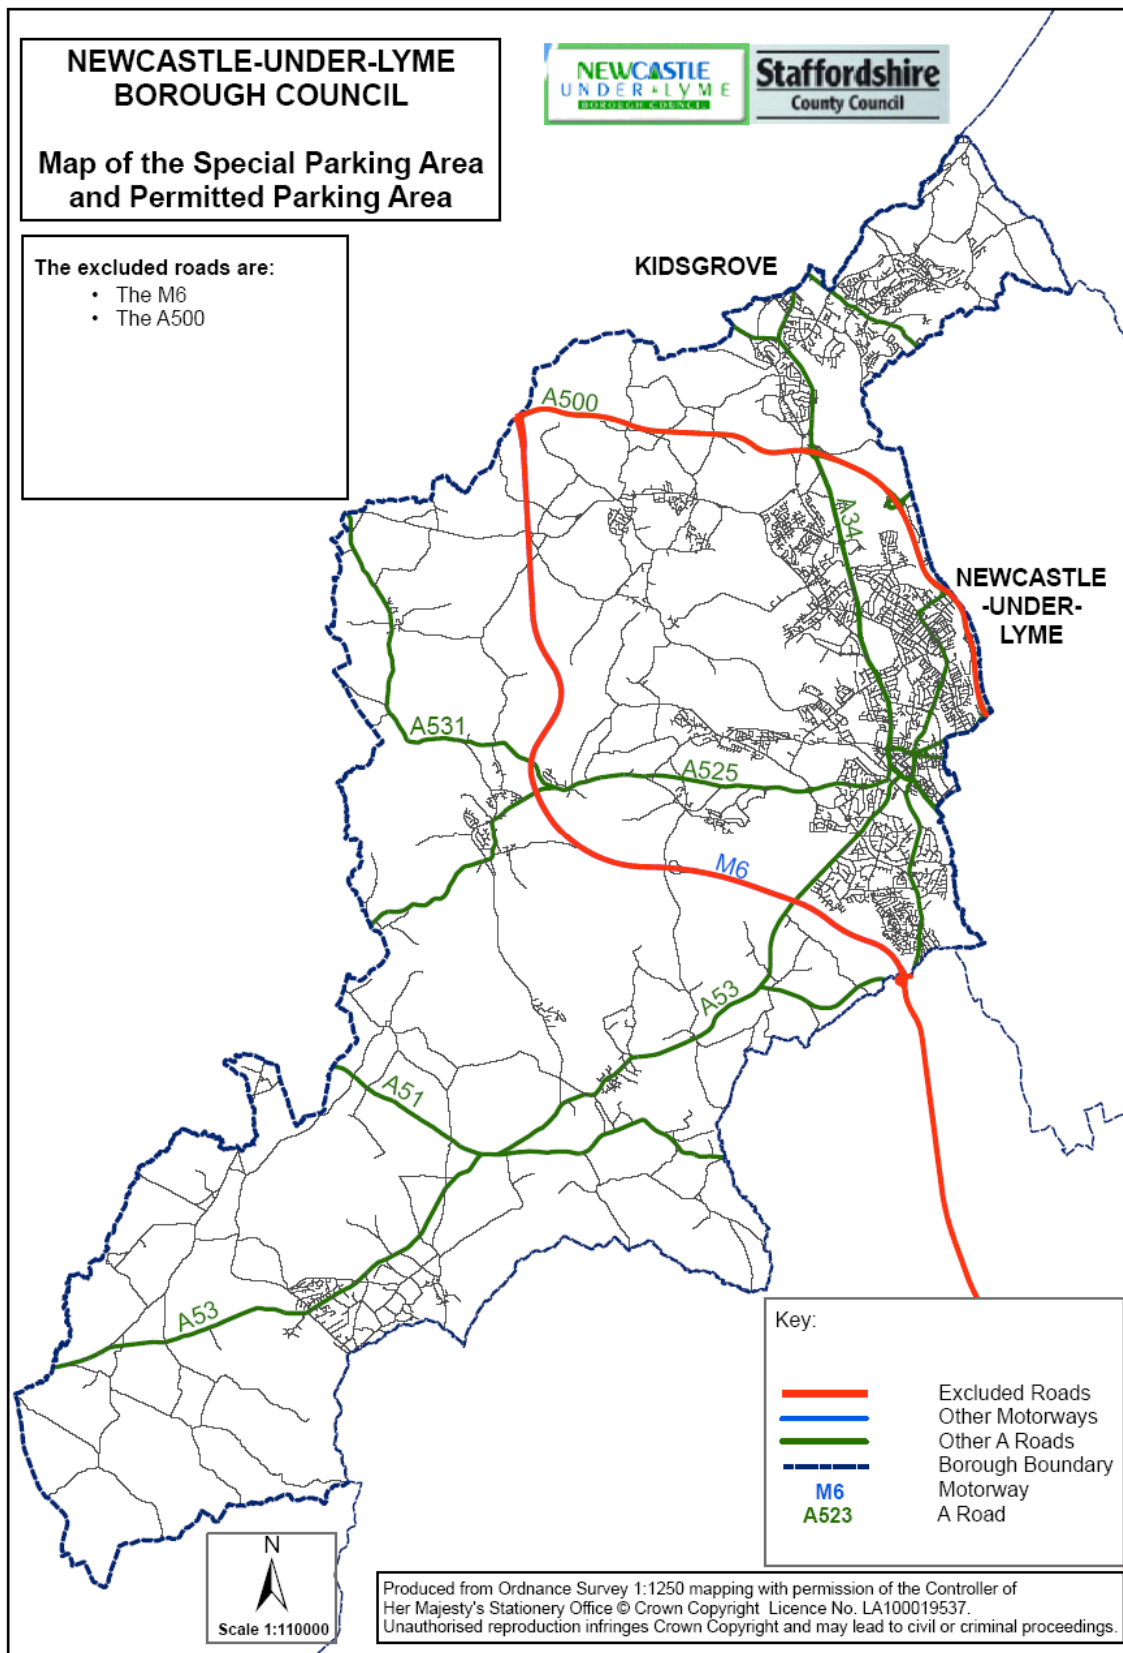 NEWCASTLE-UNDER-LYME
BOROUGH COUNCIL
Map of the Special Parking Area
and Permitted Parking Area
NEWCASTLE
UNDER LYME
BOROUGH COUNCIL
Staffordshire
County Council
The excluded roads are:
• The M6
• The A500
KIDSGROVE
A500
A34
NEWCASTLE
-UNDER-
LYME
A531
A525
M6
A53
A51
A53
Key:
Excluded Roads
Other Motorways
Other A Roads
Borough Boundary
M6 Motorway
A523 A Road
N
Scale 1:110000
Produced from Ordnance Survey 1:1250 mapping with permission of the Controller of
Her Majesty's Stationery Office © Crown Copyright Licence No. LA100019537.
Unauthorised reproduction infringes Crown Copyright and may lead to civil or criminal proceedings.